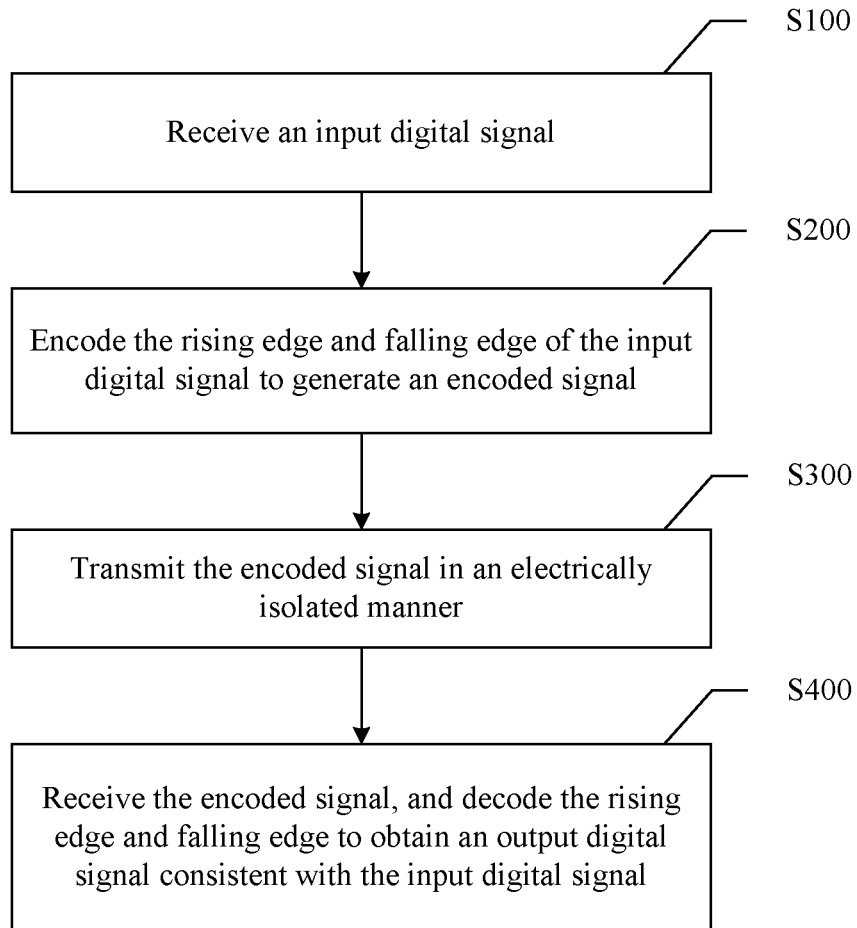 S100
Receive an input digital signal
S200
Encode the rising edge and falling edge of the input
digital signal to generate an encoded signal
S300
Transmit the encoded signal in an electrically
isolated manner
S400
Receive the encoded signal, and decode the rising
edge and falling edge to obtain an output digital
signal consistent with the input digital signal